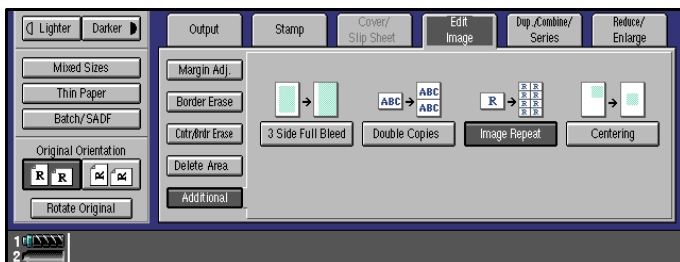 Lighter Darker
Mixed Sizes
Thin Paper
Batch/SADF
Original Orientation
R R R R
Rotate Original
Output
Stamp
Cover/
Slip Sheet
Edit
Image
Dup./Combine/
Series
Reduce/
Enlarge
Margin Adj.
Border Erase
Cntr/Brdr Erase
Delete Area
Additional
3 Side Full Bleed
ABC ABC
ABC
Double Copies
R R R
R R
R R
R R
Image Repeat
Centering
1
2